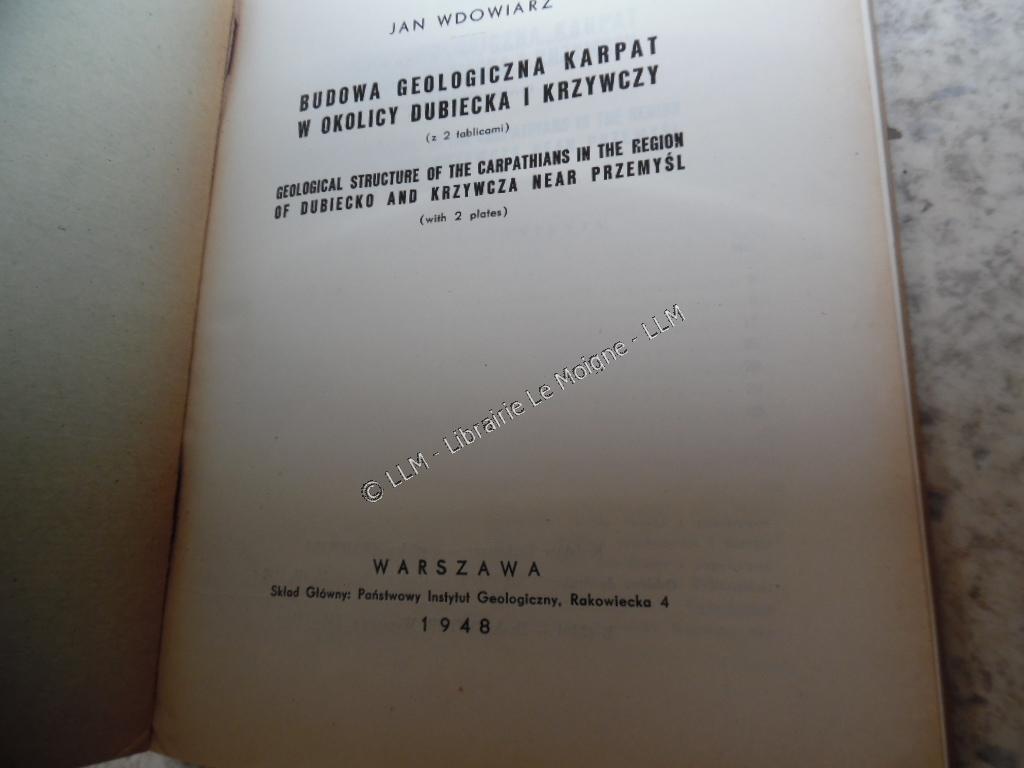 JAN WDOWIARZ
BUDOWA GEOLOGICZNA KARPAT
W OKOLICY DUBIECKA I KRZYWCZY
(z 2 tablicami)
GEOLOGICAL STRUCTURE OF THE CARPATHIANS IN THE REGION
OF DUBIECKO AND KRZYWCZA NEAR PRZEMYŚL
(with 2 plates)
© LLM - Librairie Le Moigne - LLM
WARSZAWA
Skład Główny: Państwowy Instytut Geologiczny, Rakowiecka 4
1948